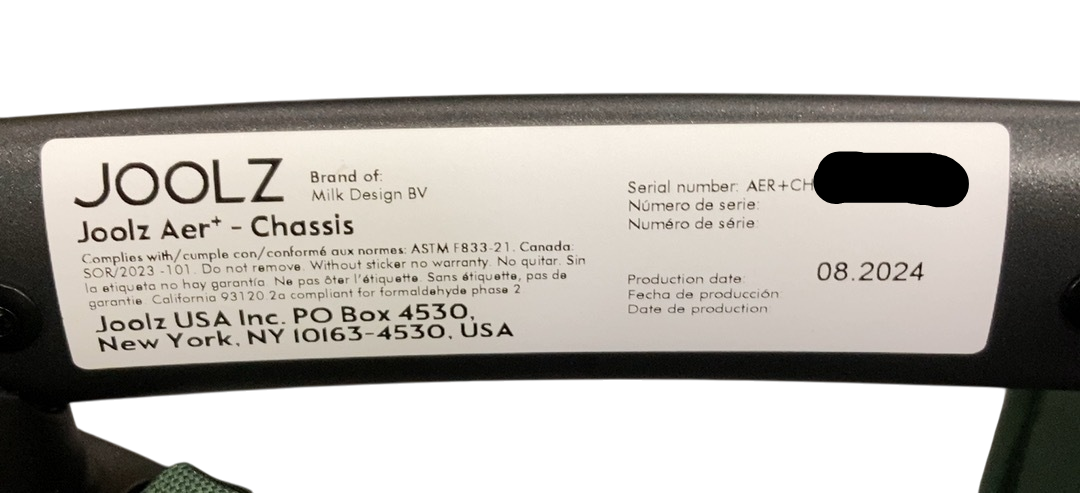 JOOLZ
Brand of:
Milk Design BV
Joolz Aer+ - Chassis
Complies with/cumple con/conformé aux normes: ASTM F833-21. Canada:
SOR/2023 -101. Do not remove. Without sticker no warranty. No quitar. Sin
la etiqueta no hay garantía. Ne pas ôter l'étiquette. Sans étiquette, pas de
garantie. California 93120.2a compliant for formaldehyde phase 2
Joolz USA Inc. PO Box 4530,
New York, NY 10163-4530, USA
Serial number: AER+CH
Número de serie:
Numéro de série:
Production date: 08.2024
Fecha de producción:
Date de production: